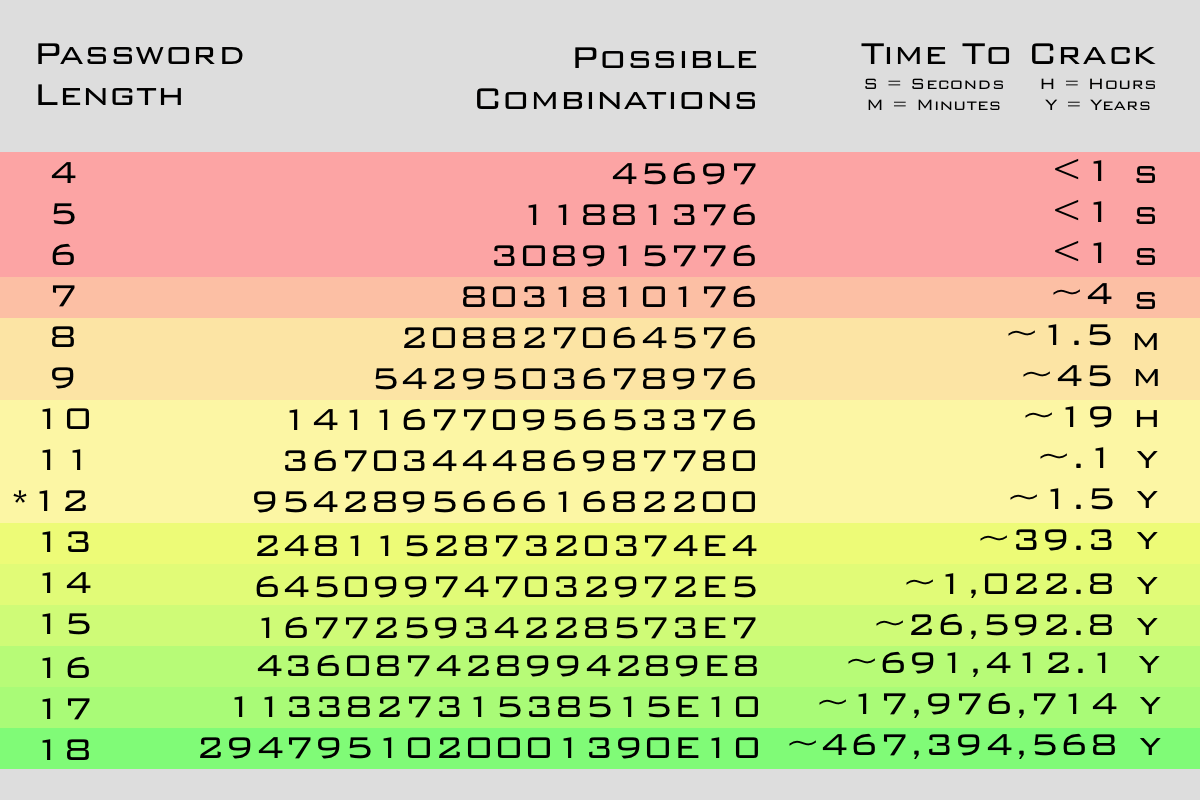 Password
Length
Possible
Combinations
Time To Crack
S = Seconds H = Hours
M = Minutes Y = Years
4 45697 <1 S
5 11881376 <1 S
6 308915776 <1 S
7 8031810176 ~4 S
8 208827064576 ~1.5 M
9 5429503678976 ~45 M
10 1411677095653376 ~19 H
11 3670344486987780 ~.1 Y
*12 95428956661682200 ~1.5 Y
13 248115287320374E4 ~39.3 Y
14 645099747032972E5 ~1,022.8 Y
15 167725934228573E7 ~26,592.8 Y
16 436087428994289E8 ~691,412.1 Y
17 113382731538515E10 ~17,976,714 Y
18 29479510200001390E10 ~467,394,568 Y